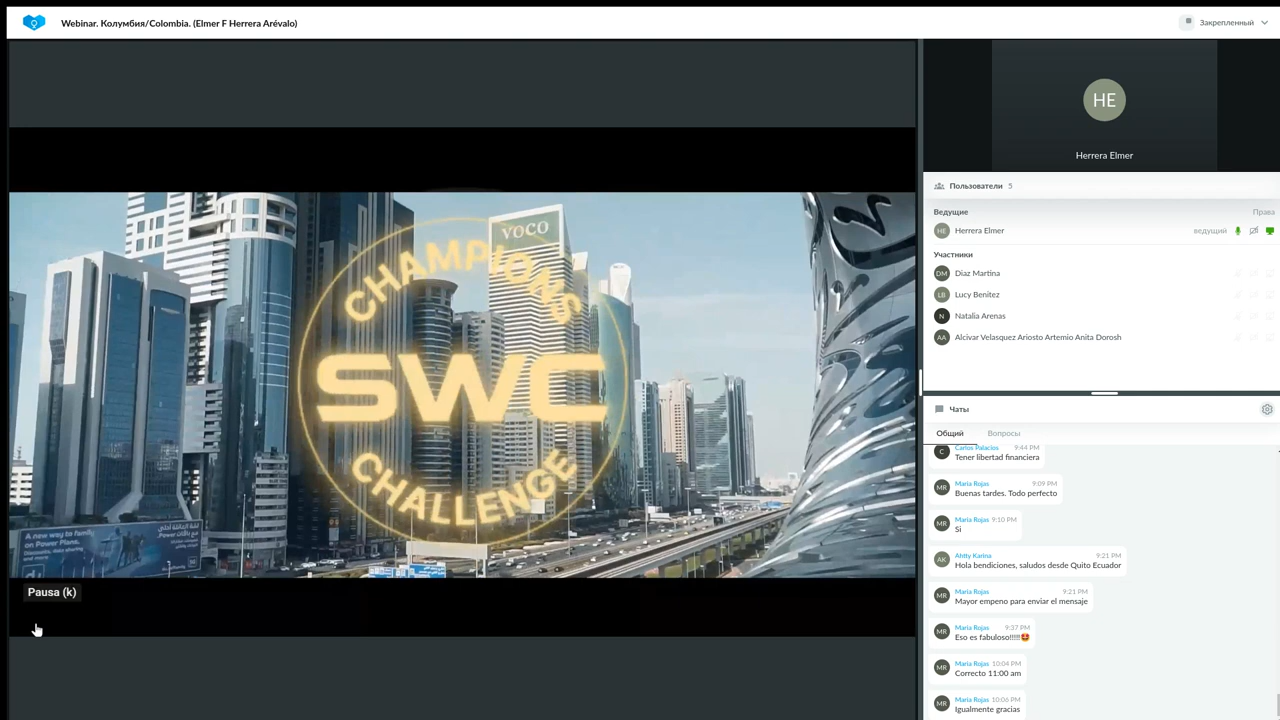 Webinar. Колумбия/Colombia. (Elmer F Herrera Arévalo)
Закрепленный
YOCO
CHAMPIONS
SWC
CHALLENGE
A new way to family
on Power Plans.
Pausa (k)
HE
Herrera Elmer
Пользователи 5
Ведущие
Права
HE
Herrera Elmer
ведущий
Участники
DM
Diaz Martina
LB
Lucy Benitez
N
Natalia Arenas
AA
Alcivar Velasquez Ariosto Artemio Anita Dorosh
Чаты
Общий
Вопросы
C
Carlos Palacios 9:44 PM
Tener libertad financiera
MR
Maria Rojas 9:09 PM
Buenas tardes. Todo perfecto
MR
Maria Rojas 9:10 PM
Si
AK
Ahtty Karina 9:21 PM
Hola bendiciones, saludos desde Quito Ecuador
MR
Maria Rojas 9:21 PM
Mayor empeno para enviar el mensaje
MR
Maria Rojas 9:37 PM
Eso es fabuloso!!!!!🤩
MR
Maria Rojas 10:04 PM
Correcto 11:00 am
MR
Maria Rojas 10:06 PM
Igualmente gracias